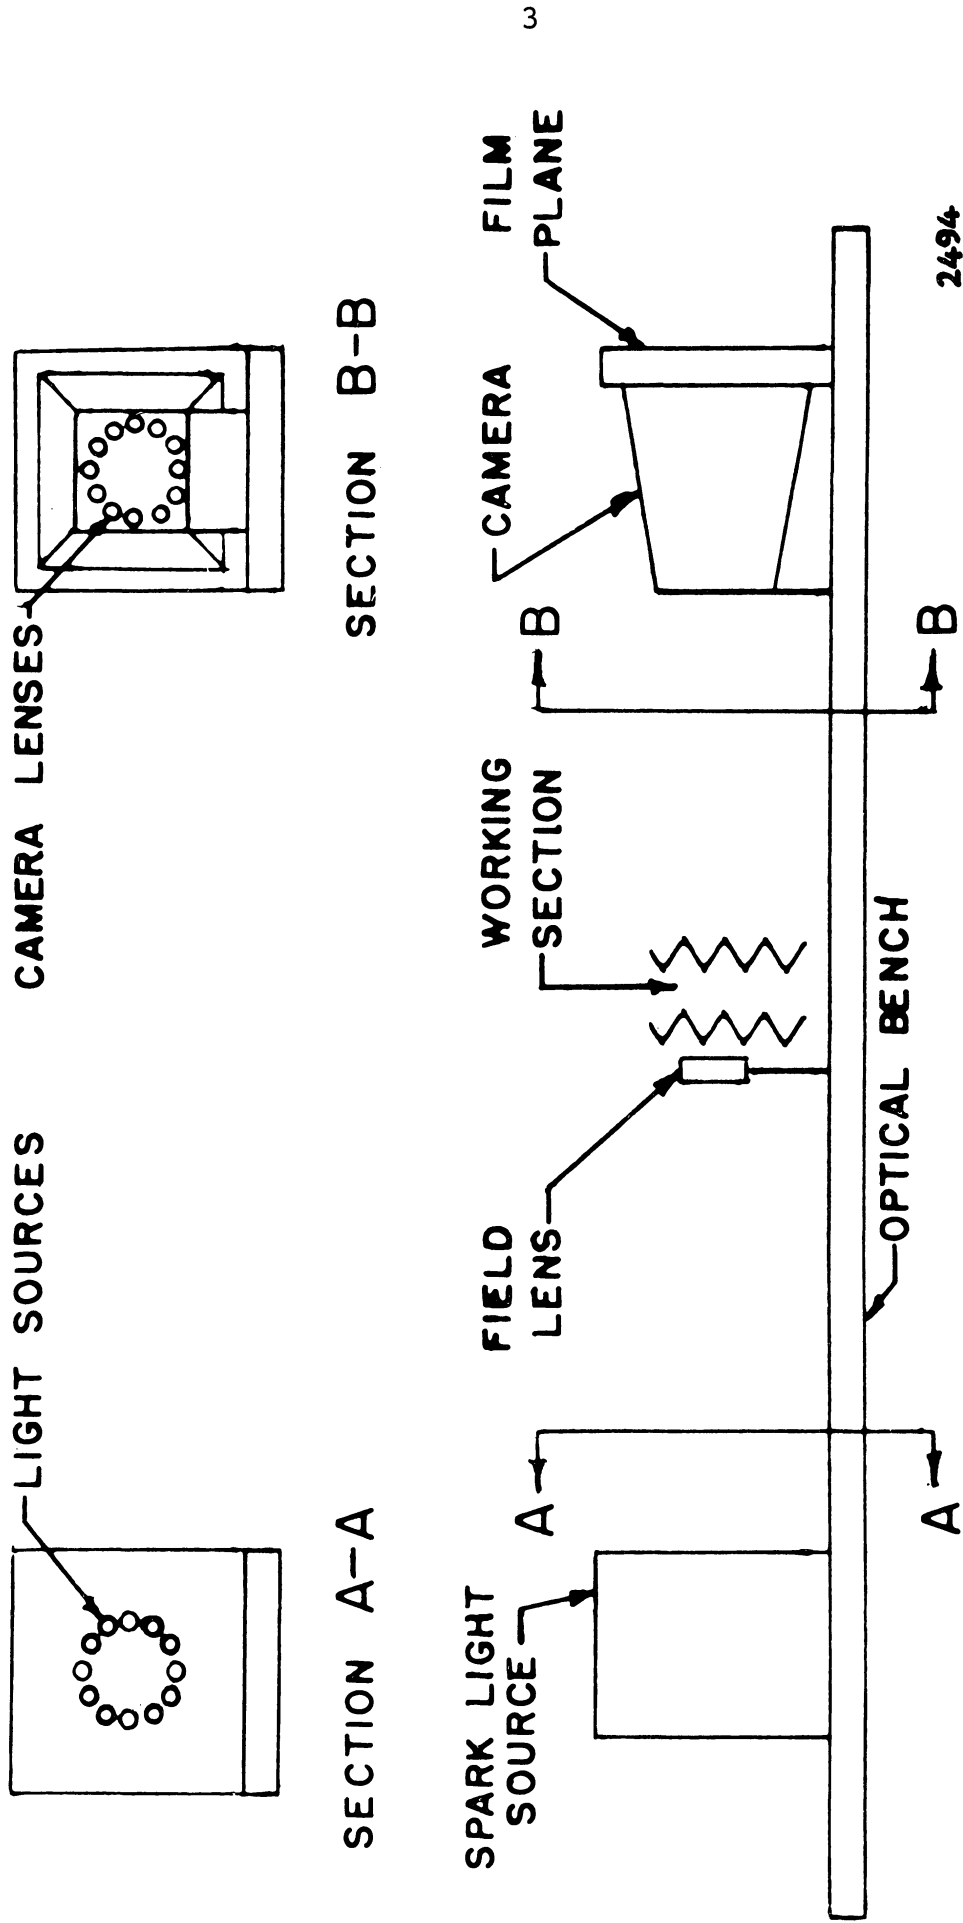 3
LIGHT SOURCES
CAMERA LENSES
SECTION A-A
SECTION B-B
SPARK LIGHT
SOURCE
A
FIELD
LENS
WORKING
SECTION
B
CAMERA
FILM
PLANE
A
OPTICAL BENCH
B
2494